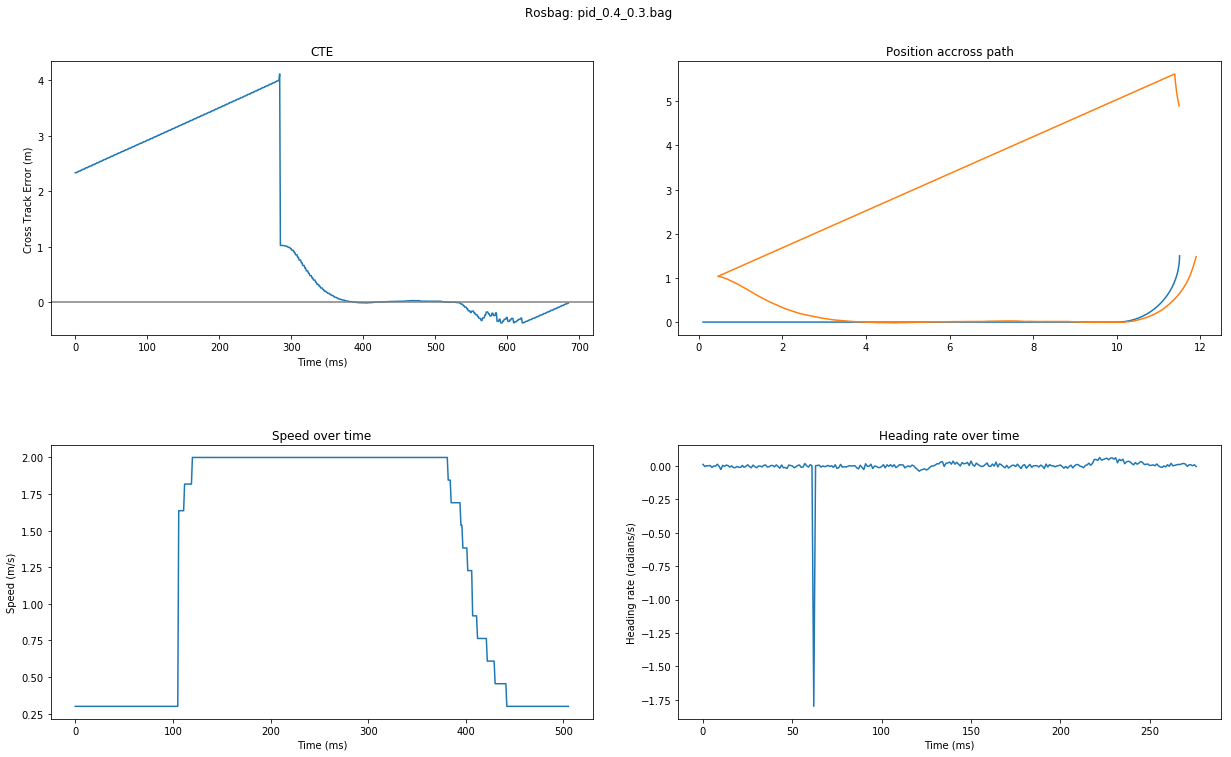 Rosbag: pid_0.4_0.3.bag
CTE
Cross Track Error (m)
4
3
2
1
0
0 100 200 300 400 500 600 700
Time (ms)
Position accross path
5
4
3
2
1
0
0 2 4 6 8 10 12
Speed over time
Speed (m/s)
2.00
1.75
1.50
1.25
1.00
0.75
0.50
0.25
0 100 200 300 400 500
Time (ms)
Heading rate over time
Heading rate (radians/s)
0.00
−0.25
−0.50
−0.75
−1.00
−1.25
−1.50
−1.75
0 50 100 150 200 250
Time (ms)